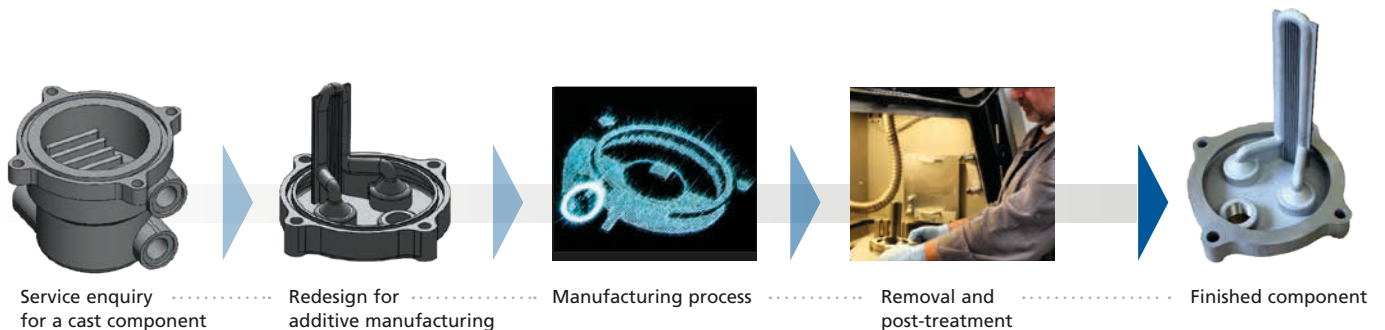 Service enquiry
for a cast component
Redesign for
additive manufacturing
Manufacturing process
Removal and
post-treatment
Finished component